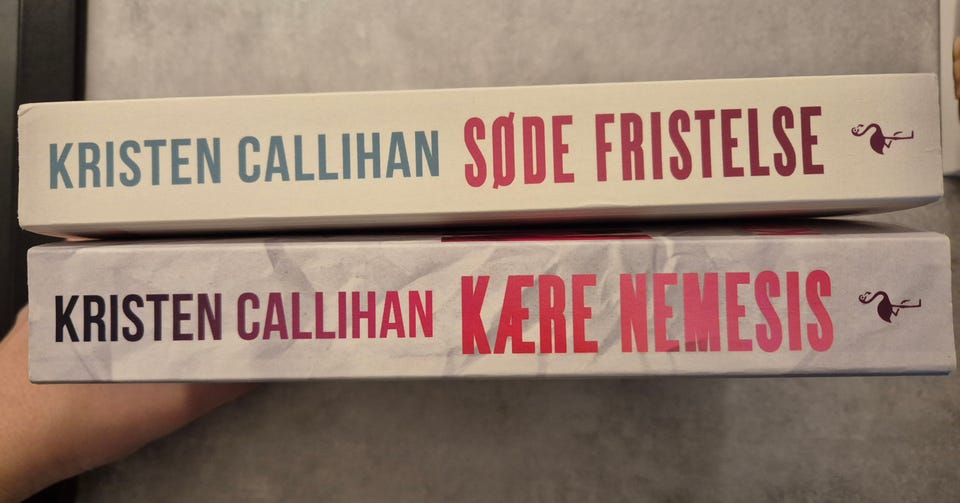 KRISTEN CALLIHAN SØDE FRISTELSE
KRISTEN CALLIHAN KÆRE NEMESIS